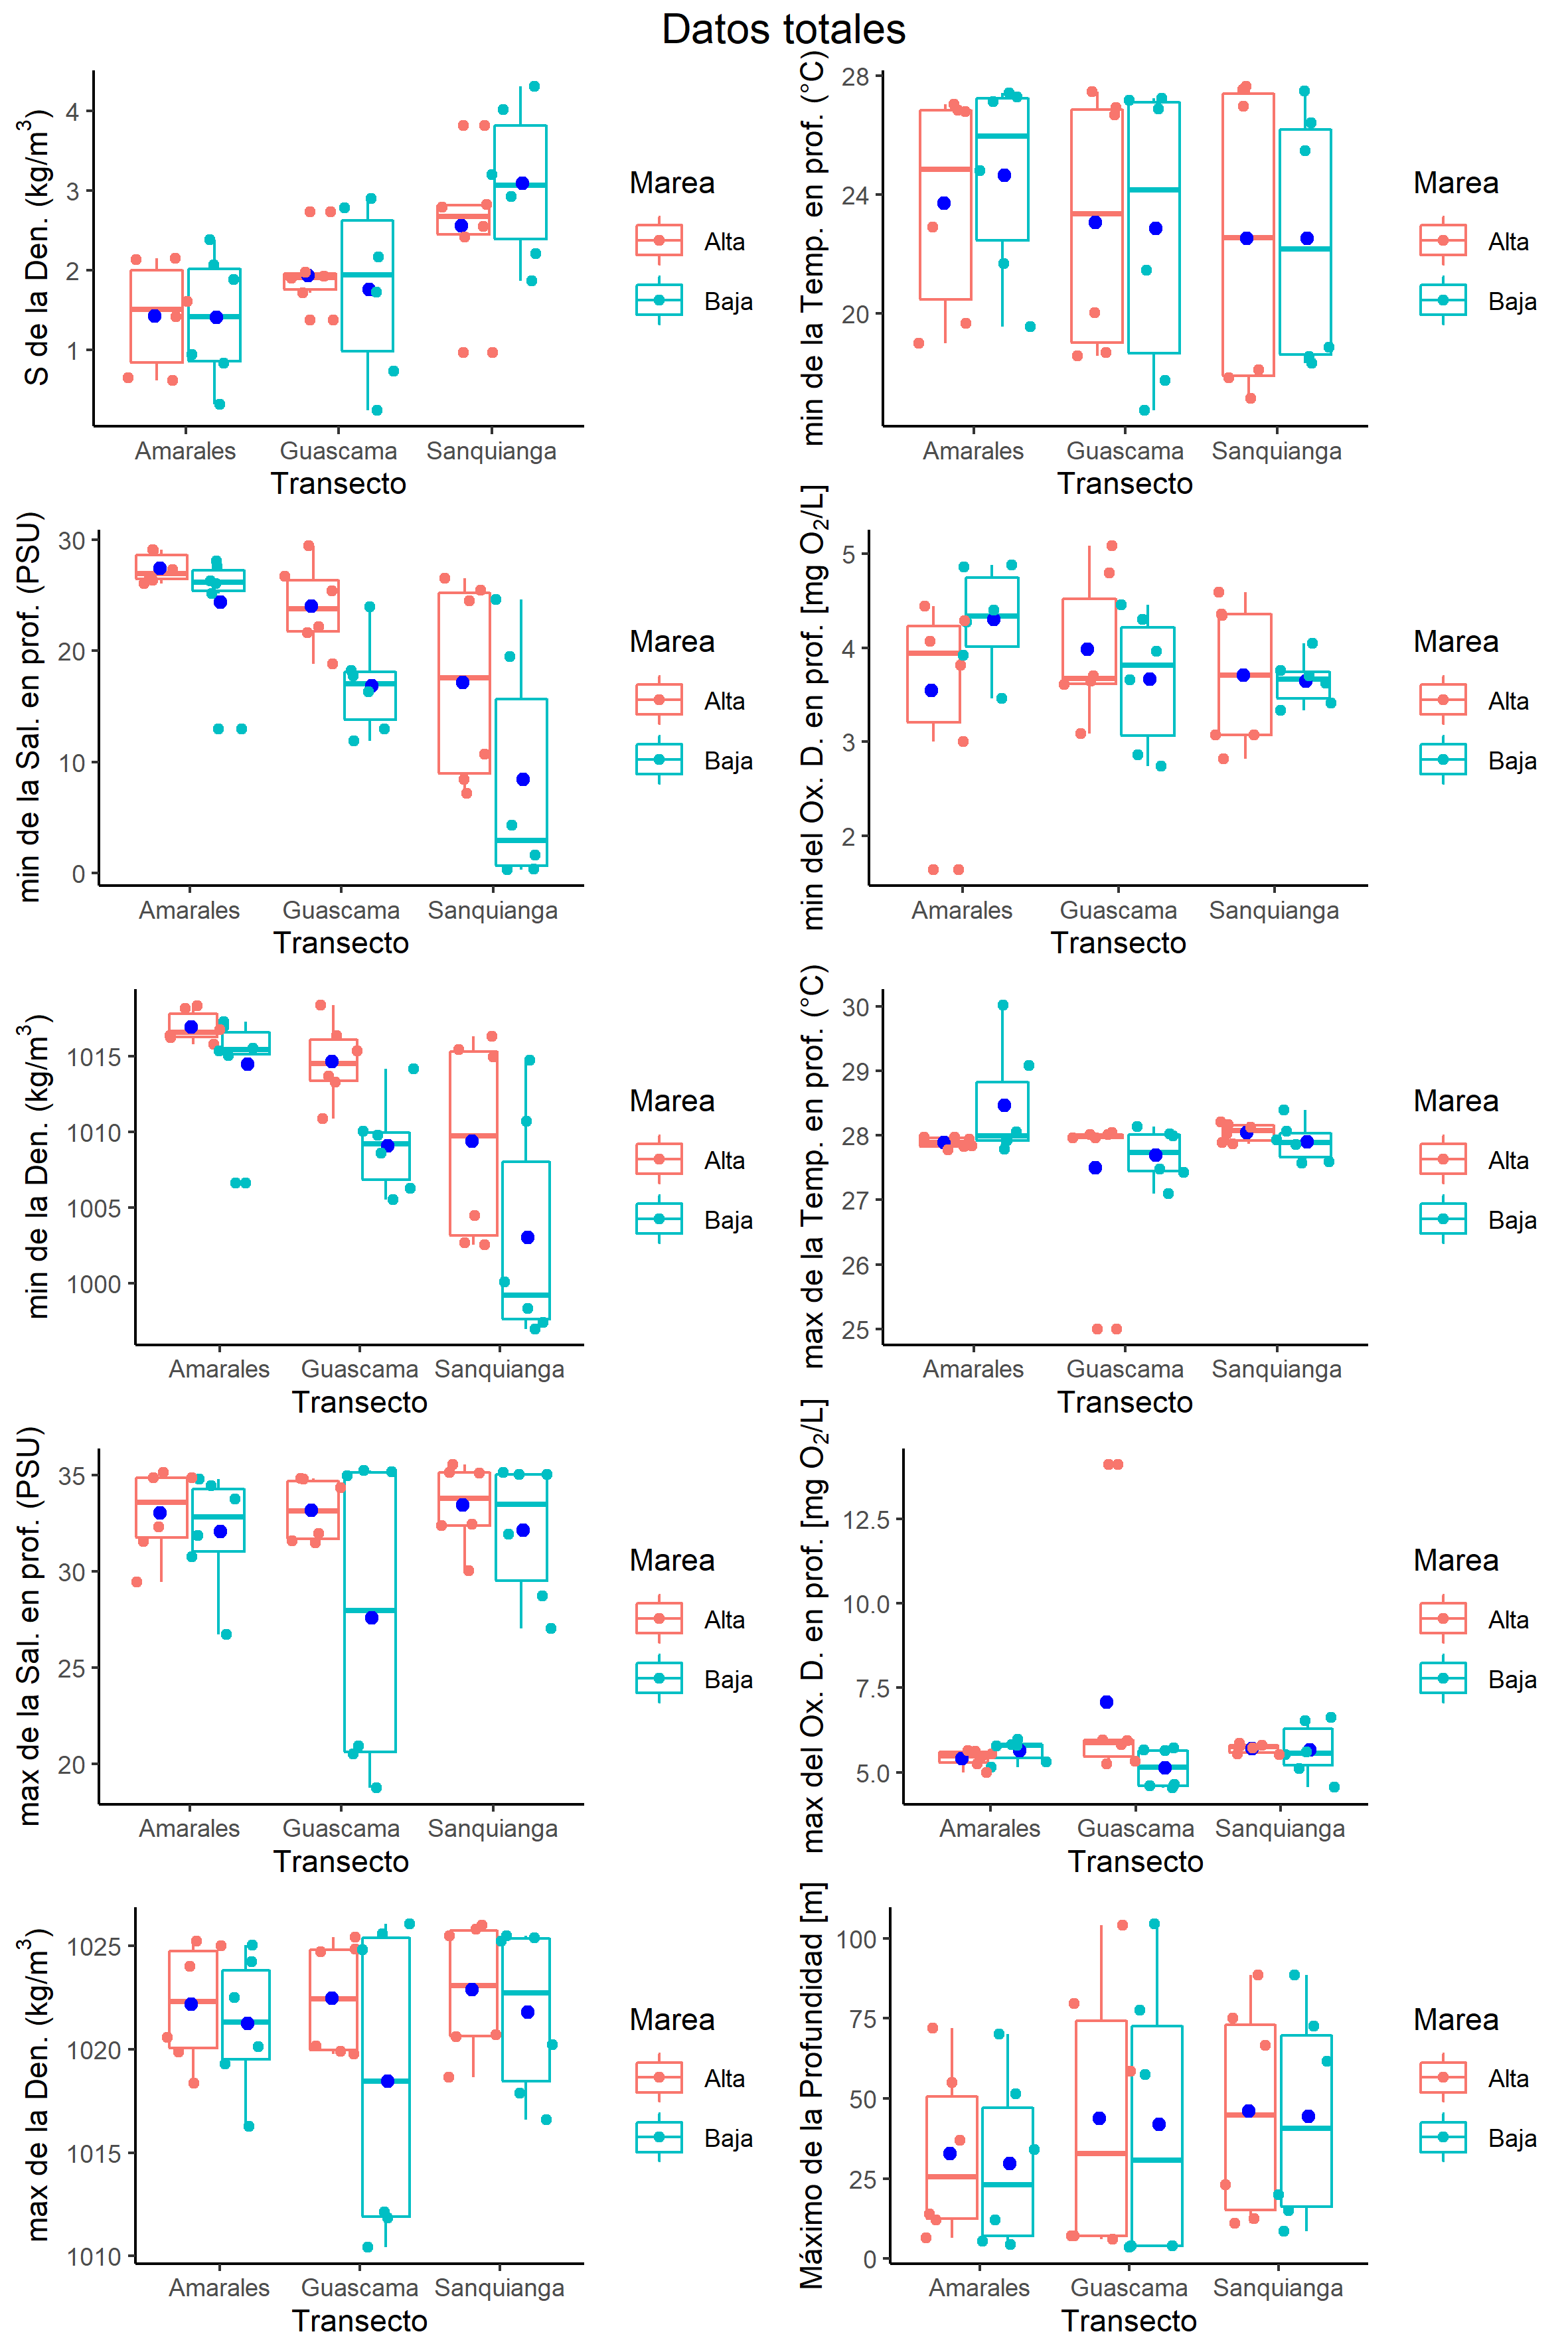 Datos totales
S de la Den. (kg/m³)
4
3
2
1
Amarales Guascama Sanquianga
Transecto
Marea
Alta
Baja
min de la Temp. en prof. (°C)
28
24
20
Amarales Guascama Sanquianga
Transecto
Marea
Alta
Baja
min de la Sal. en prof. (PSU)
30
20
10
0
Amarales Guascama Sanquianga
Transecto
Marea
Alta
Baja
min del Ox. D. en prof. [mg O₂/L]
5
4
3
2
Amarales Guascama Sanquianga
Transecto
Marea
Alta
Baja
min de la Den. (kg/m³)
1015
1010
1005
1000
Amarales Guascama Sanquianga
Transecto
Marea
Alta
Baja
max de la Temp. en prof. (°C)
30
29
28
27
26
25
Amarales Guascama Sanquianga
Transecto
Marea
Alta
Baja
max de la Sal. en prof. (PSU)
35
30
25
20
Amarales Guascama Sanquianga
Transecto
Marea
Alta
Baja
max del Ox. D. en prof. [mg O₂/L]
12.5
10.0
7.5
5.0
Amarales Guascama Sanquianga
Transecto
Marea
Alta
Baja
max de la Den. (kg/m³)
1025
1020
1015
1010
Amarales Guascama Sanquianga
Transecto
Marea
Alta
Baja
Máximo de la Profundidad [m]
100
75
50
25
0
Amarales Guascama Sanquianga
Transecto
Marea
Alta
Baja